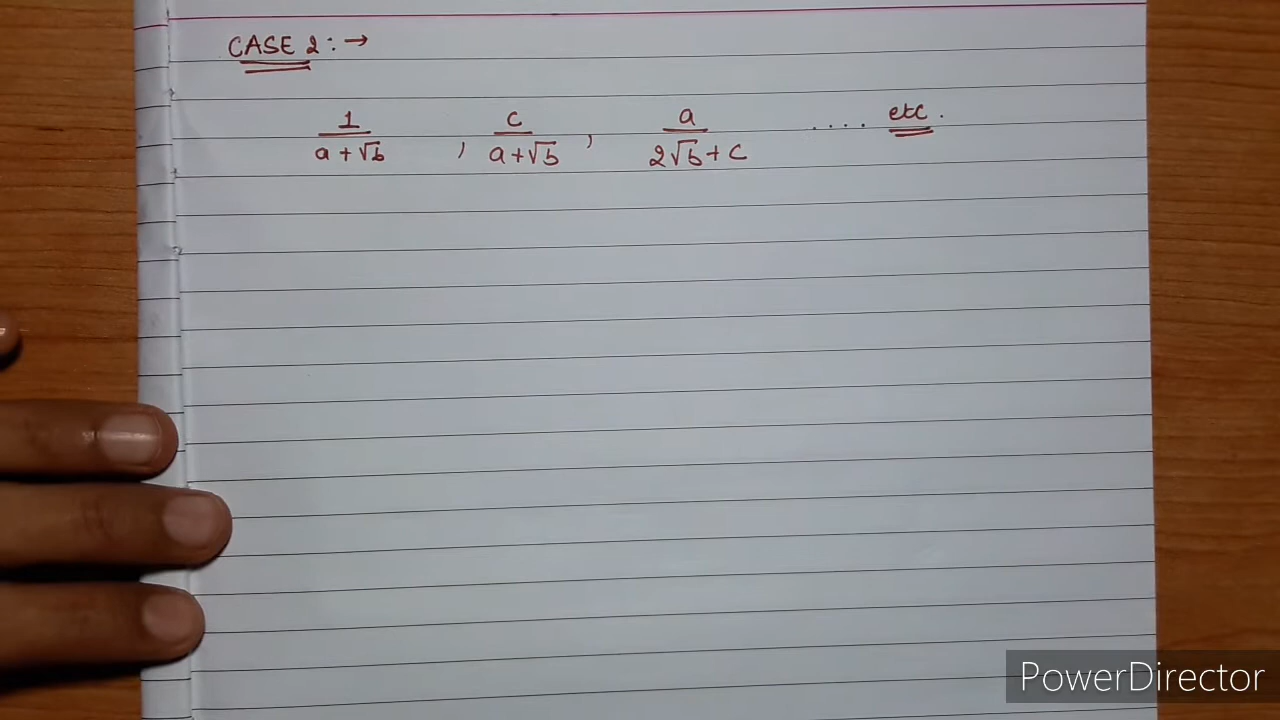 CASE 2 : →
1/(a + √b) , c/(a + √b) , a/(2√b + c) .... etc.
PowerDirector